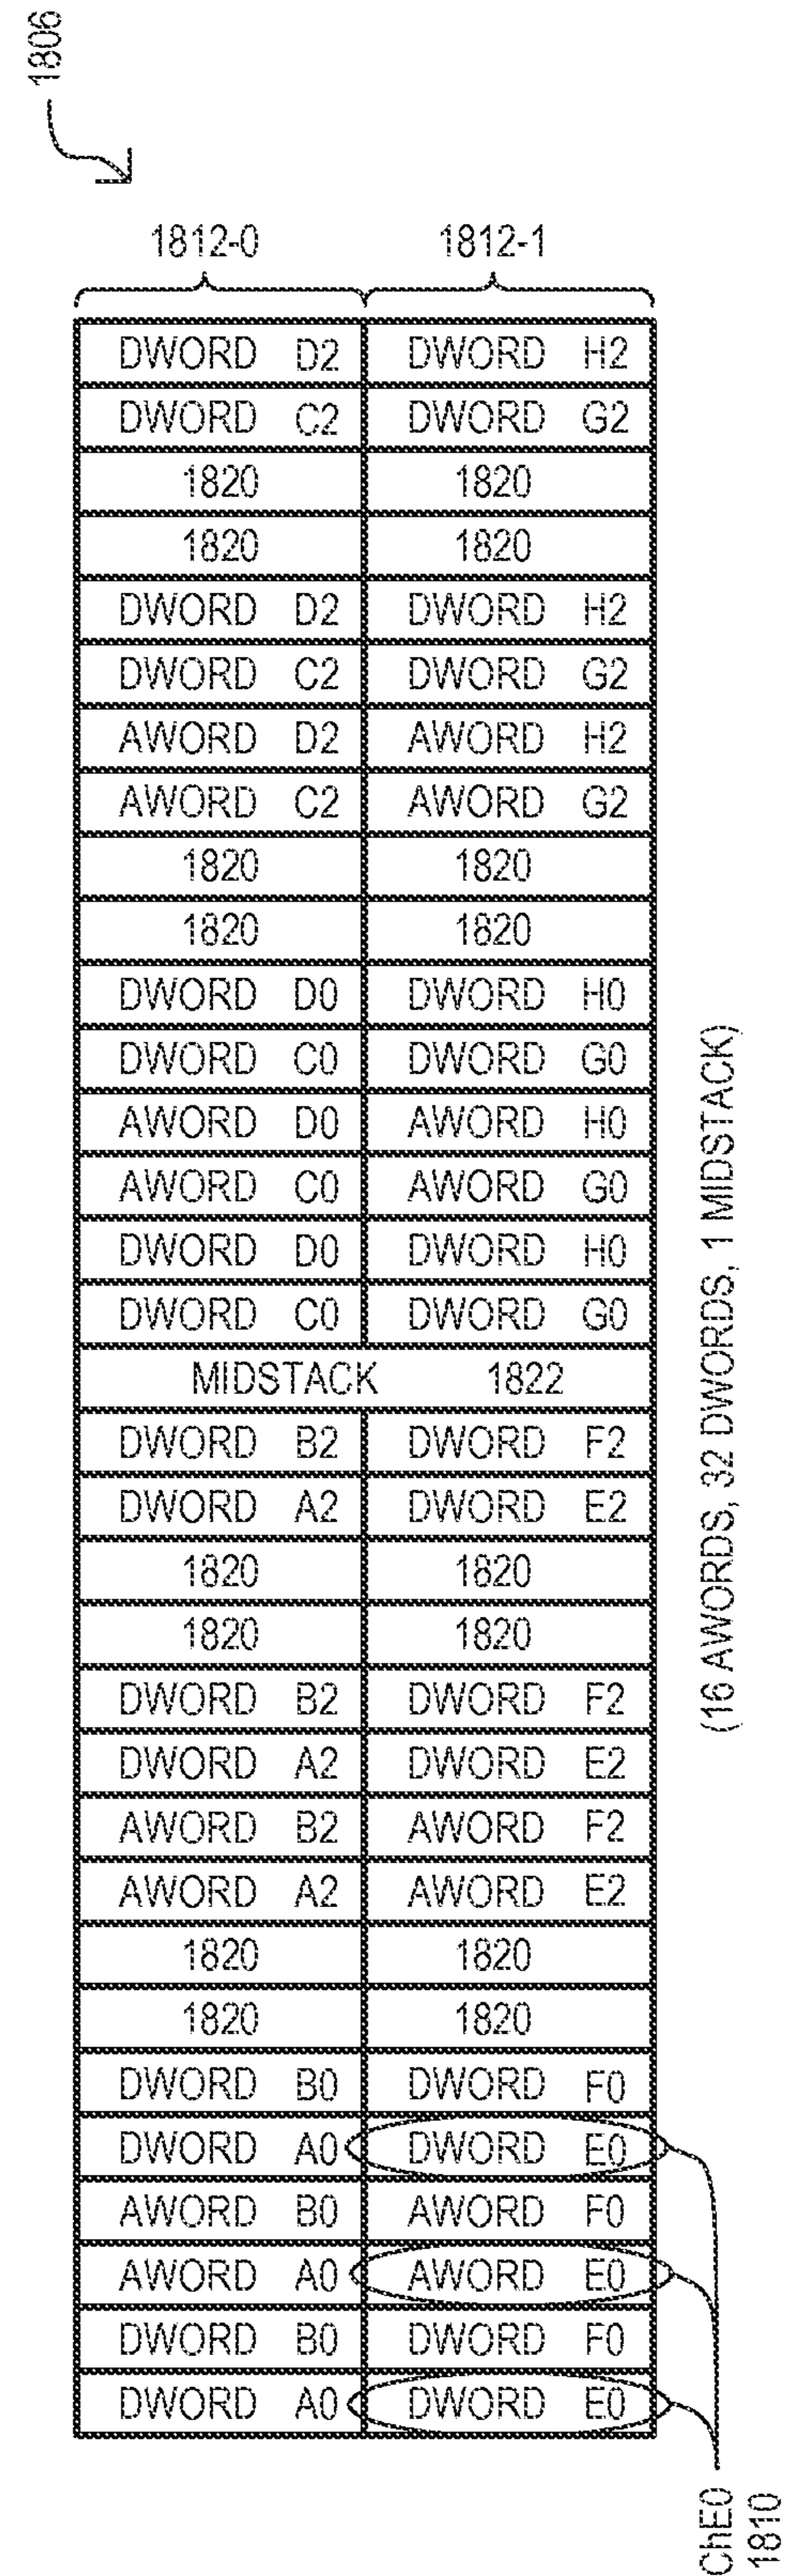 1806
1812-0 1812-1
DWORD D2 DWORD H2
DWORD C2 DWORD G2
1820 1820
1820 1820
DWORD D2 DWORD H2
DWORD C2 DWORD G2
AWORD D2 AWORD H2
AWORD C2 AWORD G2
1820 1820
1820 1820
DWORD D0 DWORD H0
DWORD C0 DWORD G0
AWORD D0 AWORD H0
AWORD C0 AWORD G0
DWORD D0 DWORD H0
DWORD C0 DWORD G0
MIDSTACK 1822
DWORD B2 DWORD F2
DWORD A2 DWORD E2
1820 1820
1820 1820
DWORD B2 DWORD F2
DWORD A2 DWORD E2
AWORD B2 AWORD F2
AWORD A2 AWORD E2
1820 1820
1820 1820
DWORD B0 DWORD F0
DWORD A0 DWORD E0
AWORD B0 AWORD F0
AWORD A0 AWORD E0
DWORD B0 DWORD F0
DWORD A0 DWORD E0
(16 AWORDS, 32 DWORDS, 1 MIDSTACK)
ChE0
1810